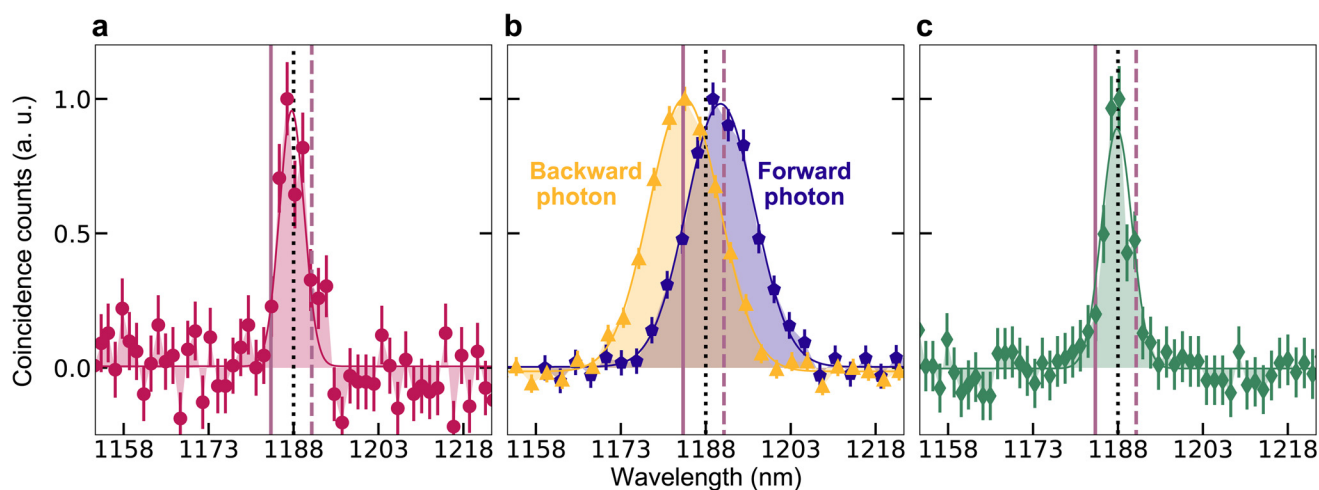 a
b
c
Coincidence counts (a. u.)
1.0
0.5
0.0
Backward
photon
Forward
photon
1158 1173 1188 1203 1218
1158 1173 1188 1203 1218
1158 1173 1188 1203 1218
Wavelength (nm)